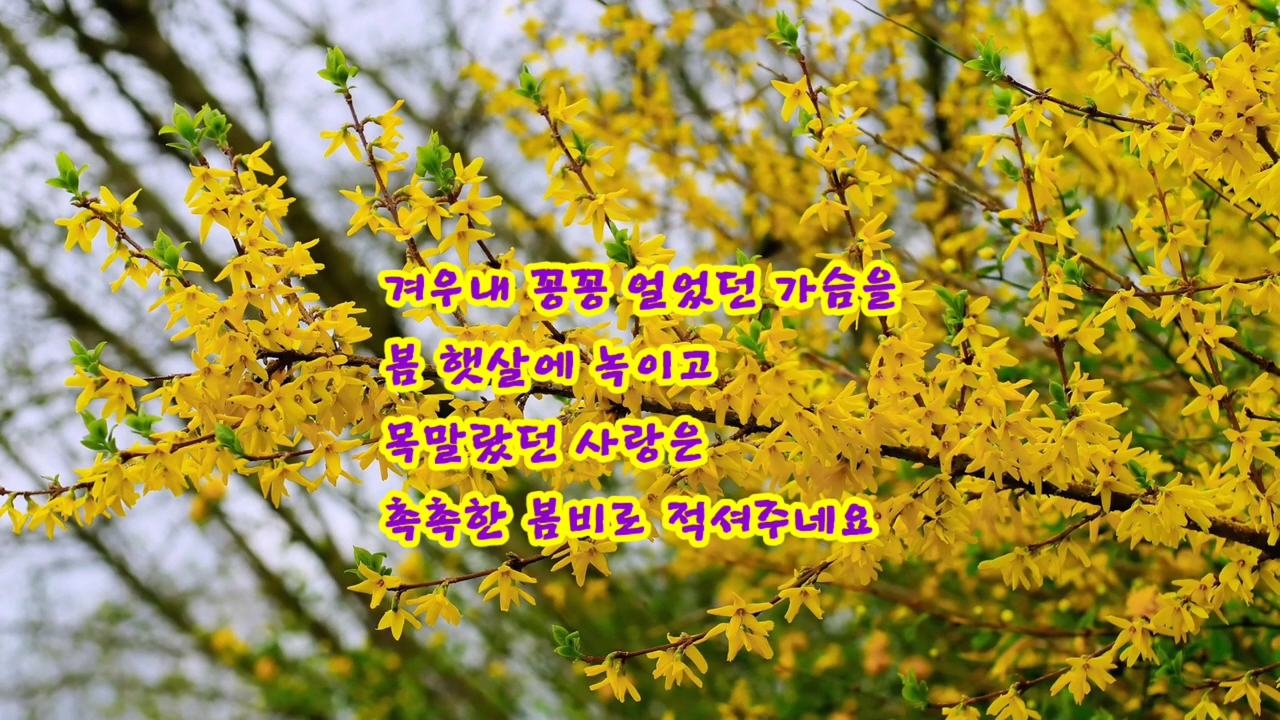 겨우내 꽁꽁 얼었던 가슴을
봄 햇살에 녹이고
목말랐던 사랑은
촉촉한 봄비로 적셔주네요